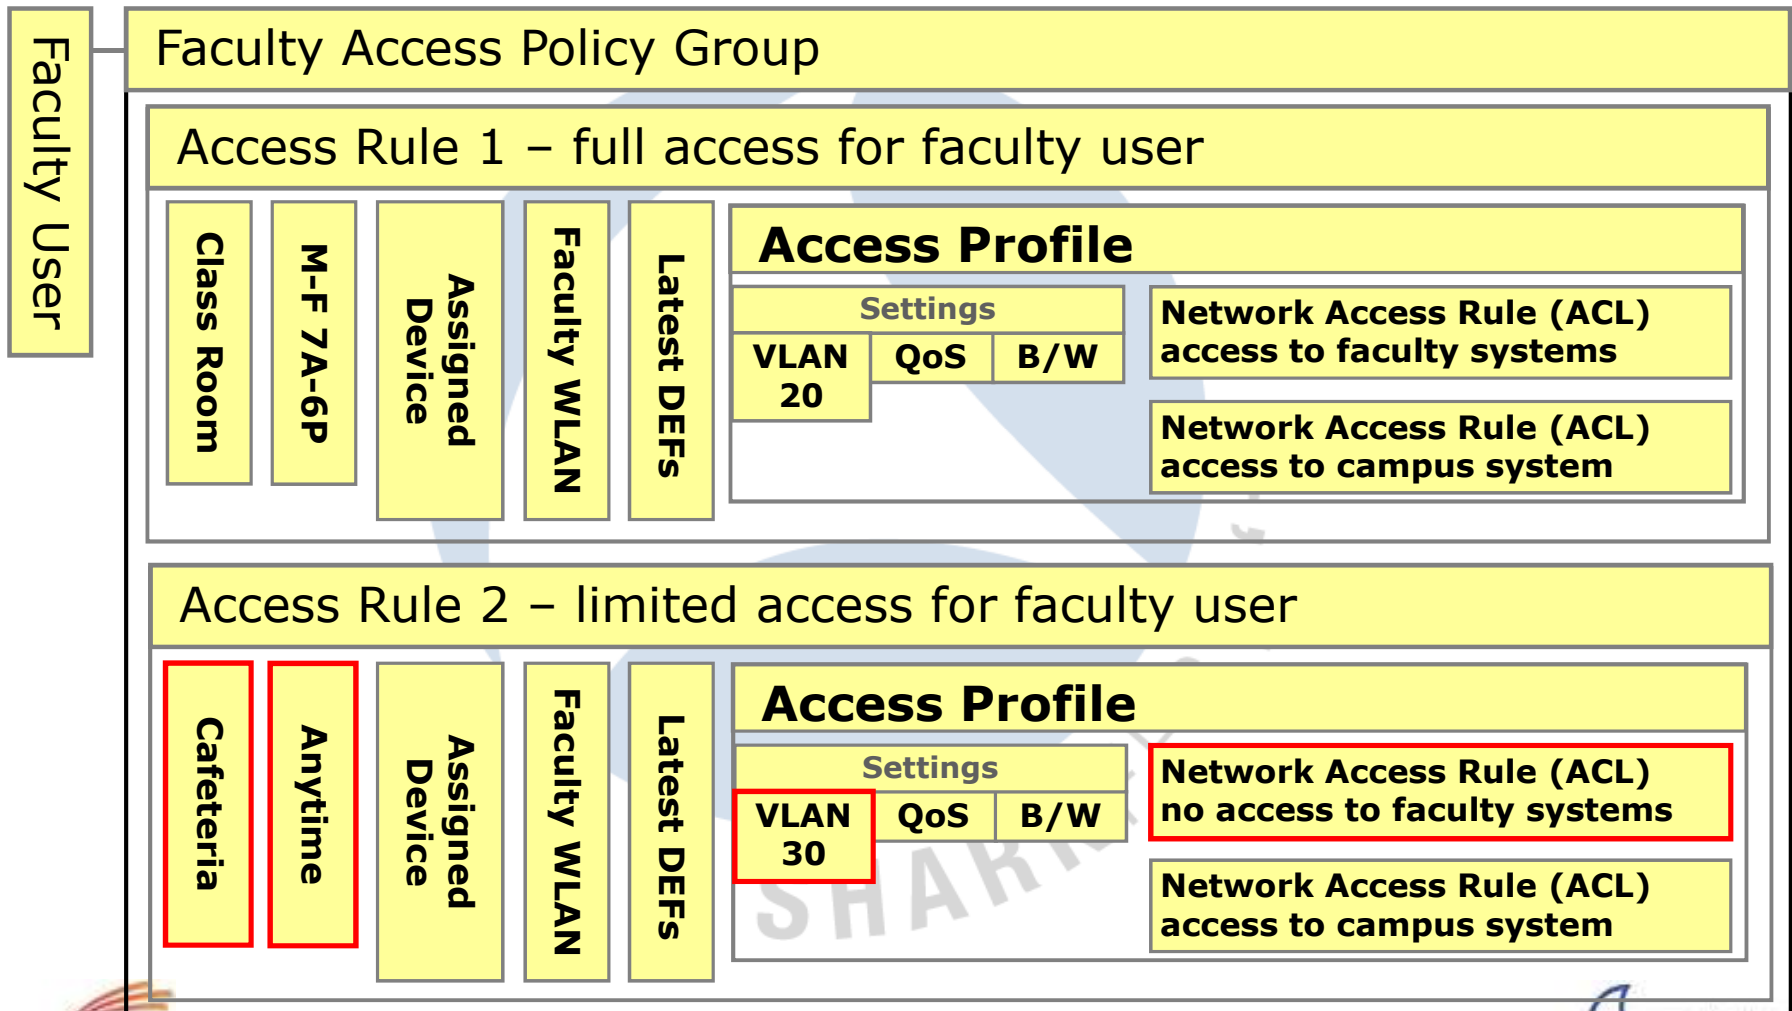 Faculty User
Faculty Access Policy Group
Access Rule 1 – full access for faculty user
Class Room
M-F 7A-6P
Assigned
Device
Faculty WLAN
Latest DEFs
Access Profile
Settings
VLAN
20
QoS
B/W
Network Access Rule (ACL)
access to faculty systems
Network Access Rule (ACL)
access to campus system
Access Rule 2 – limited access for faculty user
Cafeteria
Anytime
Assigned
Device
Faculty WLAN
Latest DEFs
Access Profile
Settings
VLAN
30
QoS
B/W
Network Access Rule (ACL)
no access to faculty systems
Network Access Rule (ACL)
access to campus system